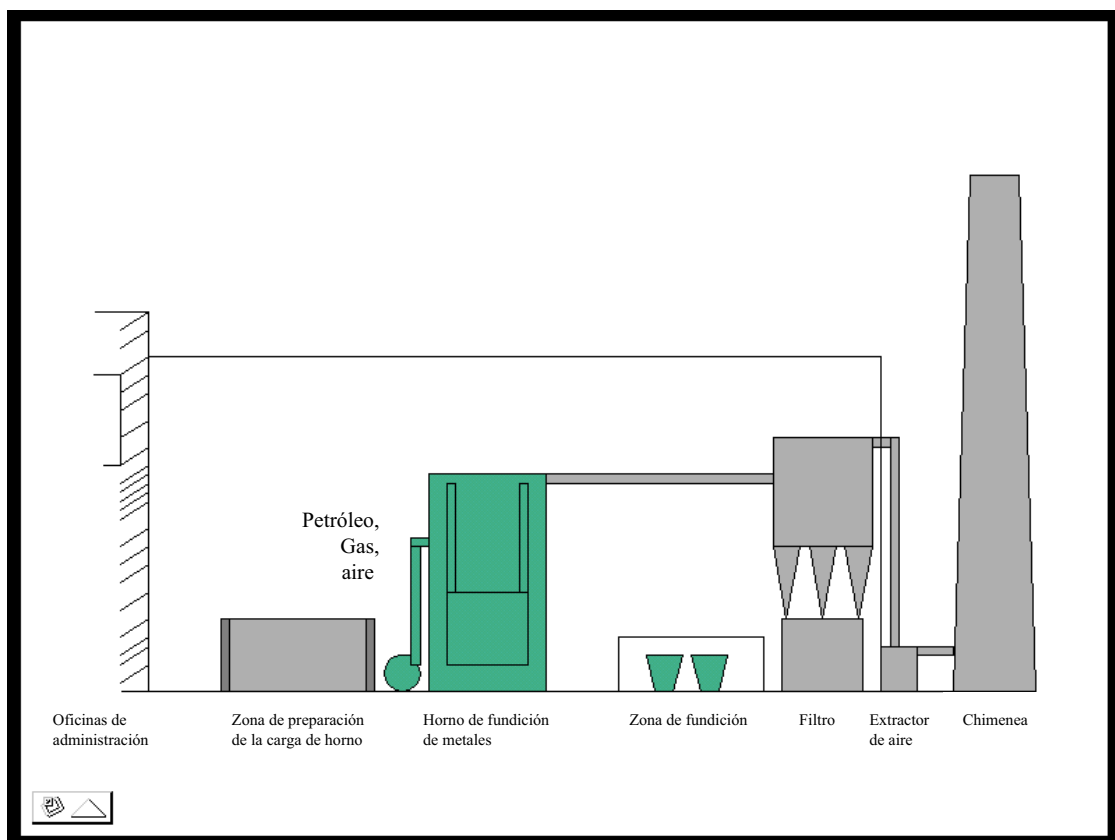 Petróleo,
Gas,
aire
Oficinas de
administración
Zona de preparación
de la carga de horno
Horno de fundición
de metales
Zona de fundición
Filtro
Extractor
de aire
Chimenea